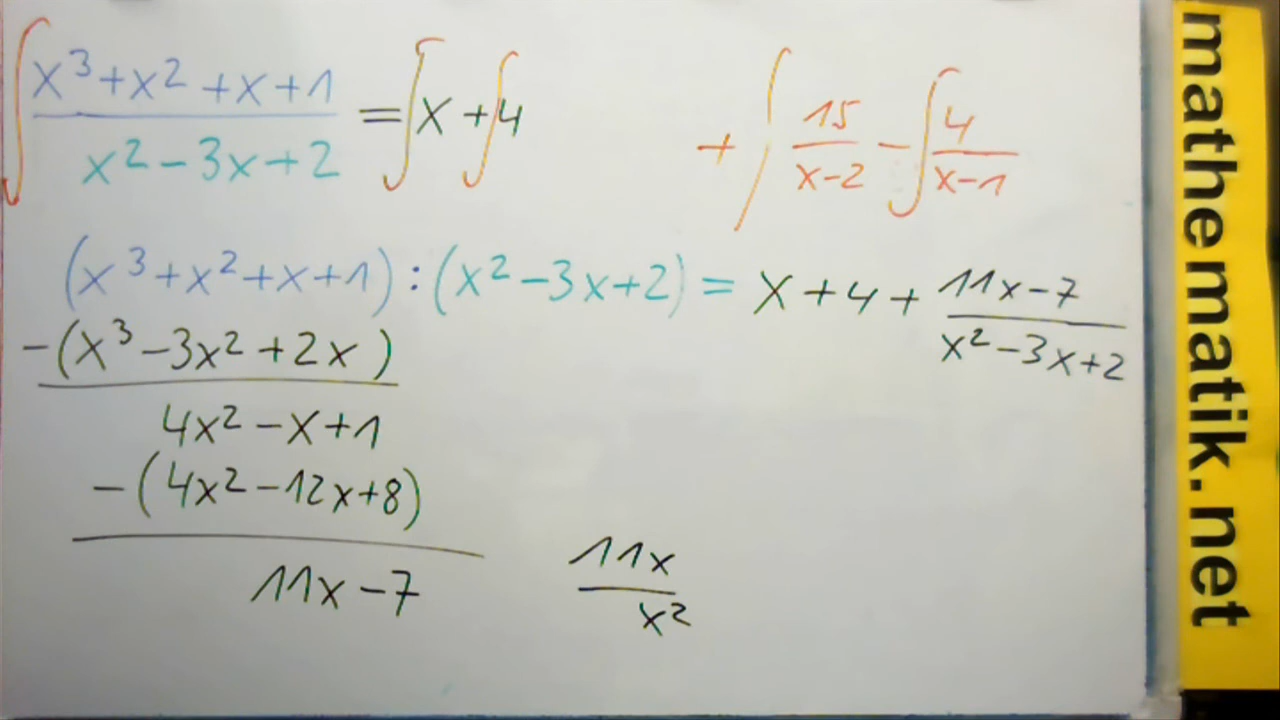 ∫ (x³+x²+x+1)/(x²-3x+2) = ∫x + ∫4 + ∫ 15/(x-2) - ∫ 4/(x-1)
(x³+x²+x+1) : (x²-3x+2) = x+4+ (11x-7)/(x²-3x+2)
-(x³-3x²+2x)
4x²-x+1
-(4x²-12x+8)
11x-7
11x/x²
mathematik.net